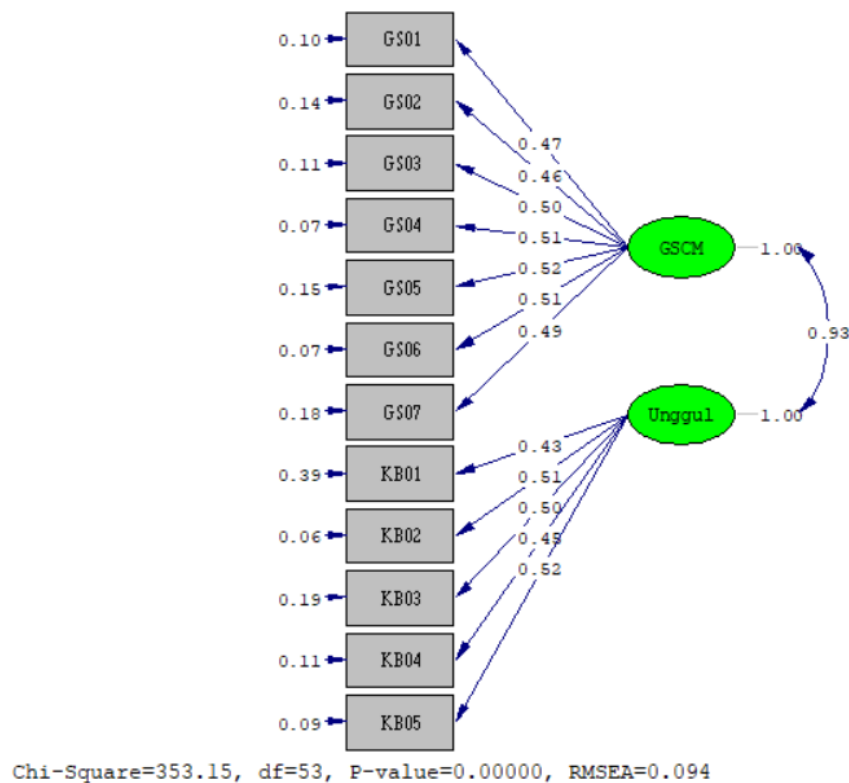 0.10 GS01
0.14 GS02
0.11 GS03
0.07 GS04
0.15 GS05
0.07 GS06
0.18 GS07
0.39 KB01
0.06 KB02
0.19 KB03
0.11 KB04
0.09 KB05
0.47
0.46
0.50
0.51
0.52
0.51
0.49
0.43
0.51
0.50
0.52
GSCM 1.00
0.93
Unggul 1.00
Chi-Square=353.15, df=53, P-value=0.00000, RMSEA=0.094